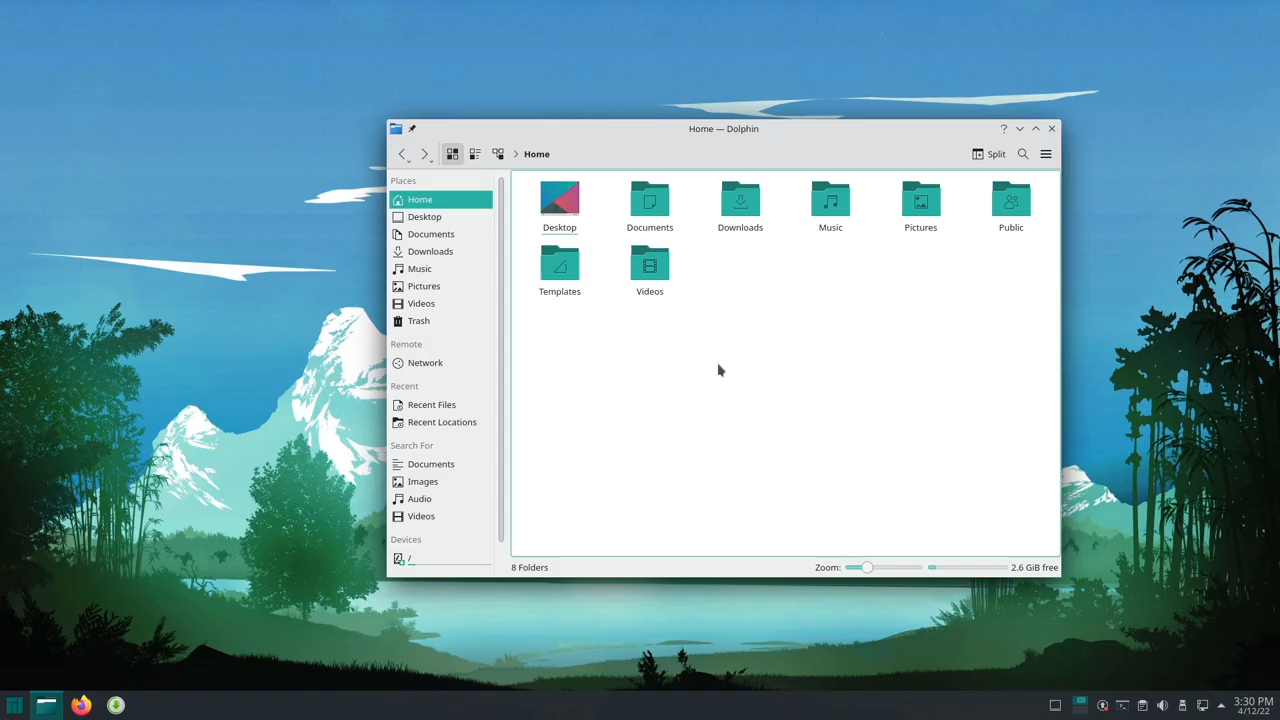 Home — Dolphin
Home
Split
Places
Home
Desktop
Documents
Downloads
Music
Pictures
Videos
Trash
Remote
Network
Recent
Recent Files
Recent Locations
Search For
Documents
Images
Audio
Videos
Devices
/
Desktop
Documents
Downloads
Music
Pictures
Public
Templates
Videos
8 Folders
Zoom:
2.6 GiB free
3:30 PM
4/12/22